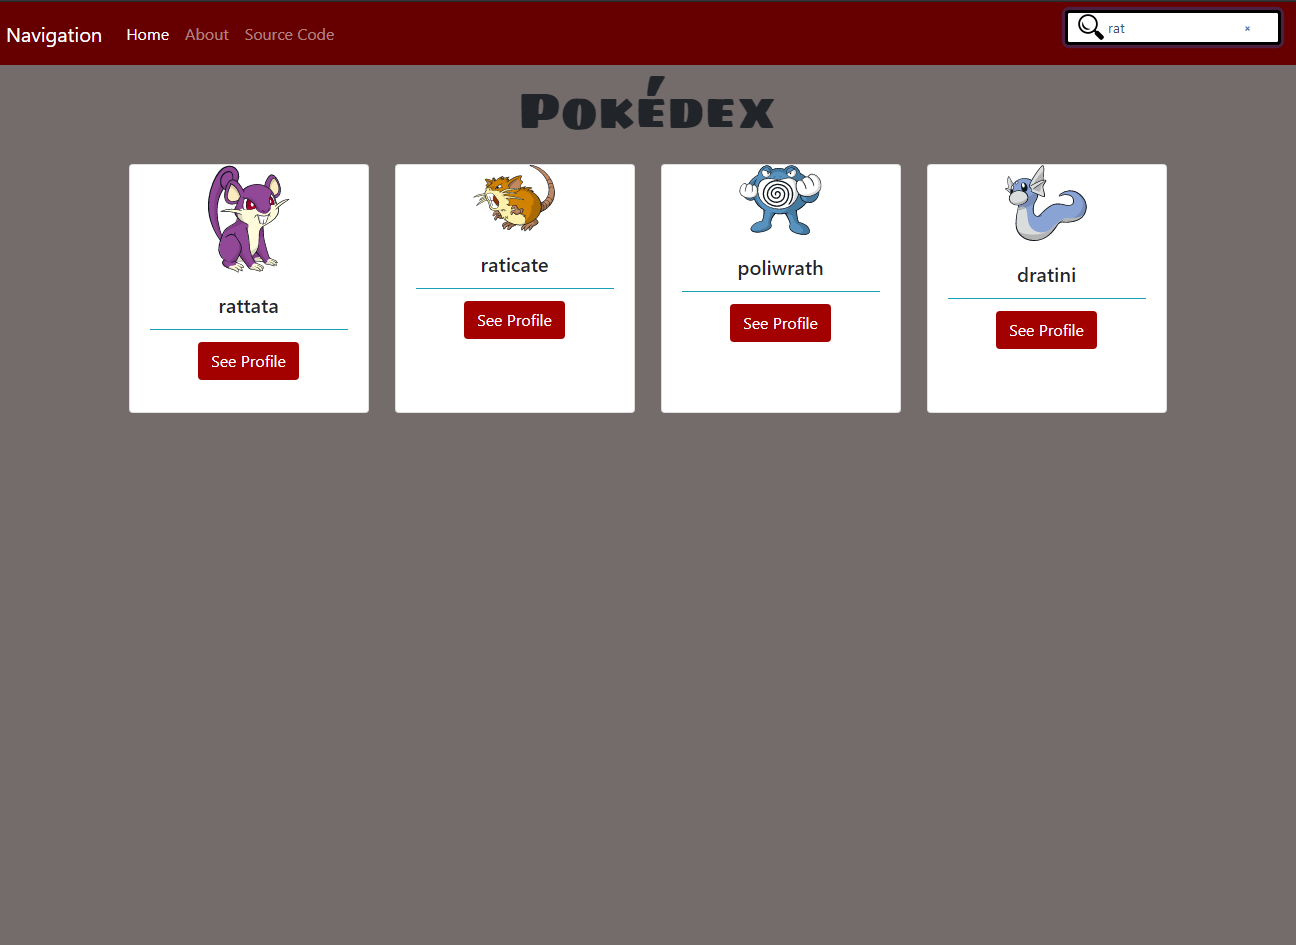 Navigation Home About Source Code rat ×
Pokédex
rattata
See Profile
raticate
See Profile
poliwrath
See Profile
dratini
See Profile